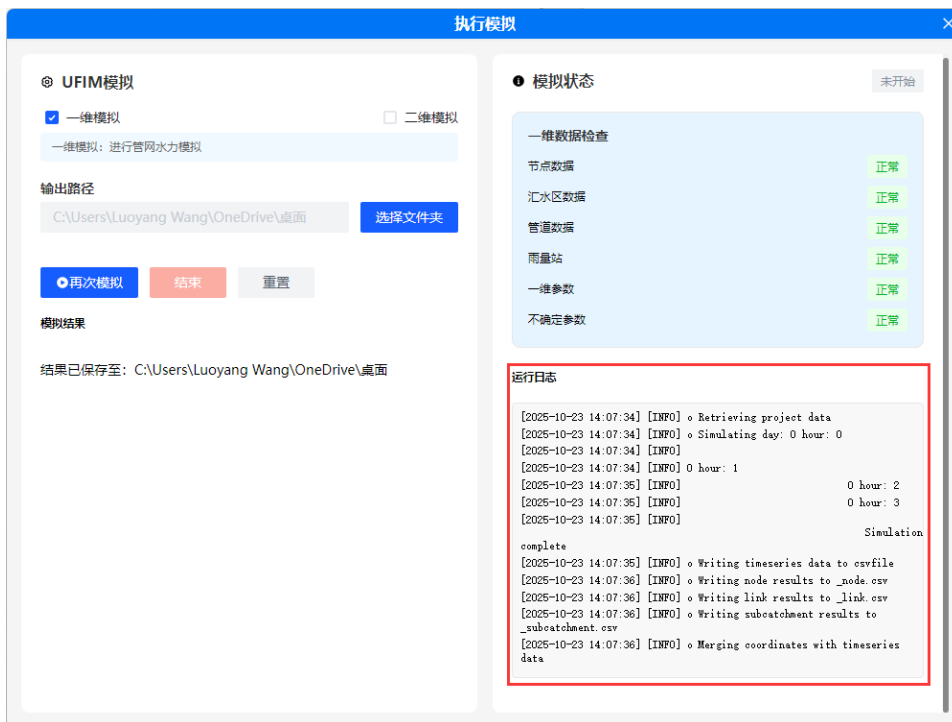 执行模拟
UFIM模拟
一维模拟
二维模拟
一维模拟：进行管网水力模拟
输出路径
C:\Users\Luoyang Wang\OneDrive\桌面
选择文件夹
再次模拟
结束
重置
模拟结果
结果已保存至：C:\Users\Luoyang Wang\OneDrive\桌面
模拟状态
未开始
一维数据检查
节点数据 正常
汇水区数据 正常
管道数据 正常
雨量站 正常
一维参数 正常
不确定参数 正常
运行日志
[2025-10-23 14:07:34] [INFO] o Retrieving project data
[2025-10-23 14:07:34] [INFO] o Simulating day: 0 hour: 0
[2025-10-23 14:07:34] [INFO]
[2025-10-23 14:07:34] [INFO] 0 hour: 1
[2025-10-23 14:07:35] [INFO] 0 hour: 2
[2025-10-23 14:07:35] [INFO] 0 hour: 3
[2025-10-23 14:07:35] [INFO]
Simulation
complete
[2025-10-23 14:07:35] [INFO] o Writing timeseries data to csvfile
[2025-10-23 14:07:36] [INFO] o Writing node results to _node.csv
[2025-10-23 14:07:36] [INFO] o Writing link results to _link.csv
[2025-10-23 14:07:36] [INFO] o Writing subcatchment results to
_subcatchment.csv
[2025-10-23 14:07:36] [INFO] o Merging coordinates with timeseries
data